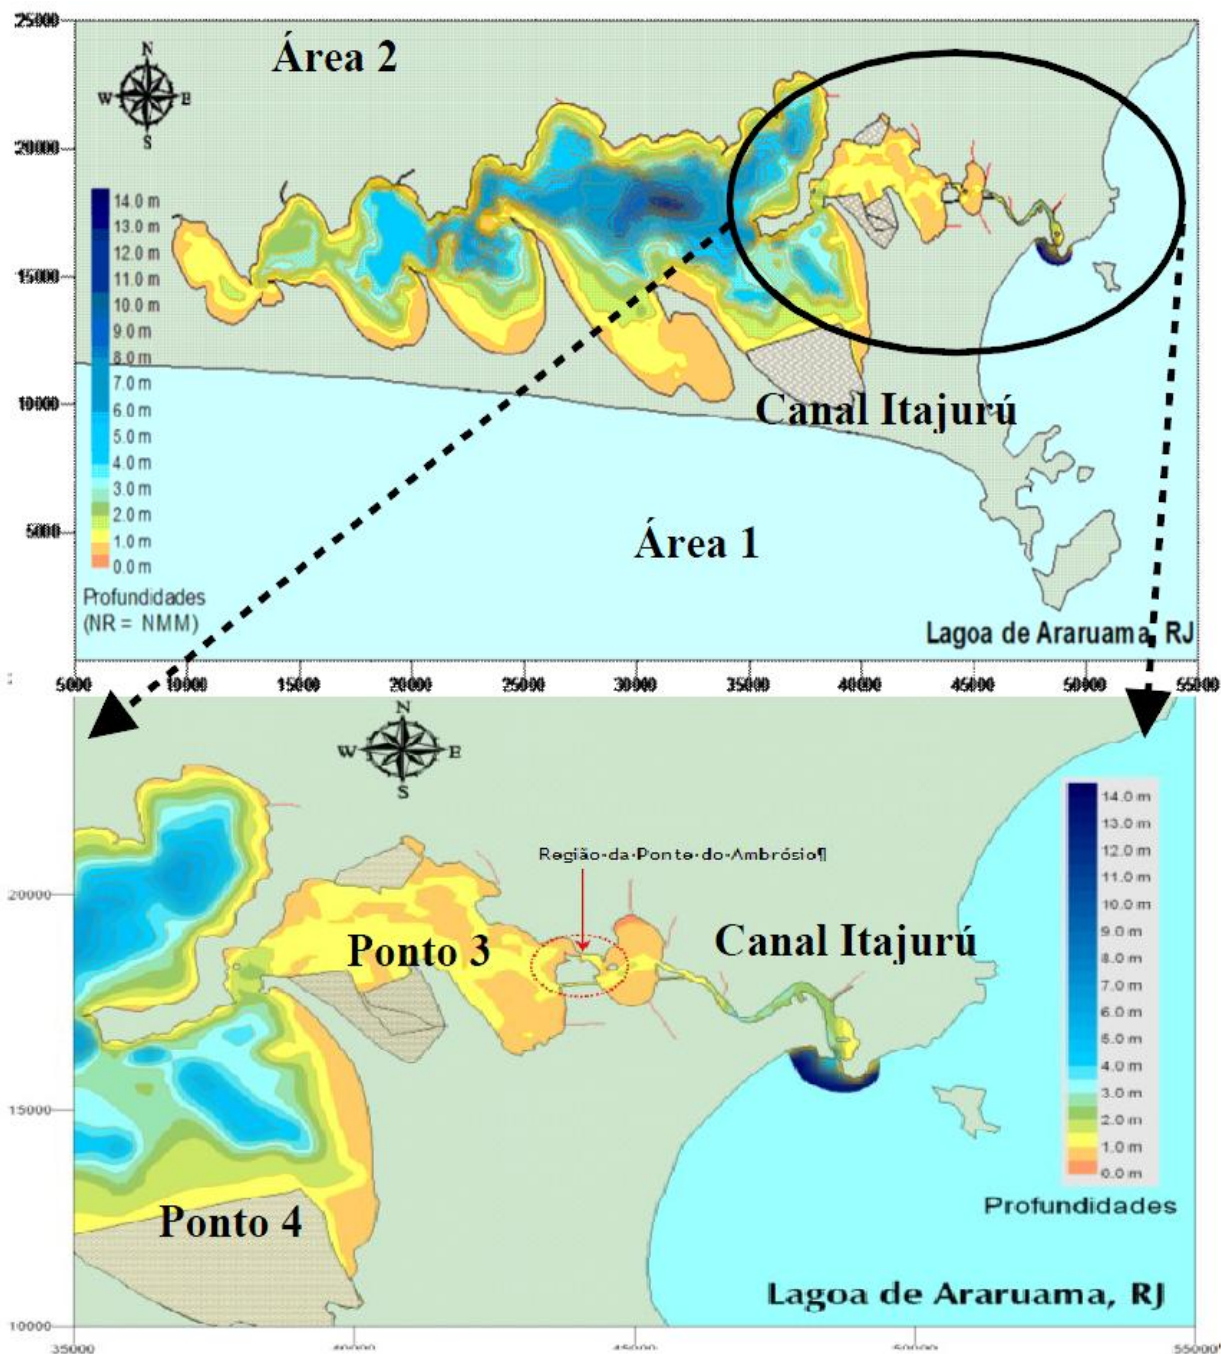 25000
Área 2
N
W E
S
20000
14.0 m
13.0 m
12.0 m
11.0 m
10.0 m
9.0 m
8.0 m
7.0 m
6.0 m
5.0 m
4.0 m
3.0 m
2.0 m
1.0 m
0.0 m
15000
10000
5000
Canal Itajurú
Área 1
Profundidades
(NR = NMM)
Lagoa de Araruama, RJ
5000 10000 15000 20000 25000 30000 35000 40000 45000 50000 55000
N
W E
S
14.0 m
13.0 m
12.0 m
11.0 m
10.0 m
9.0 m
8.0 m
7.0 m
6.0 m
5.0 m
4.0 m
3.0 m
2.0 m
1.0 m
0.0 m
Região·da·Ponte·do·Ambrósio¶
20000
Canal Itajurú
Ponto 3
15000
Profundidades
Ponto 4
Lagoa de Araruama, RJ
10000
35000 40000 45000 50000 55000